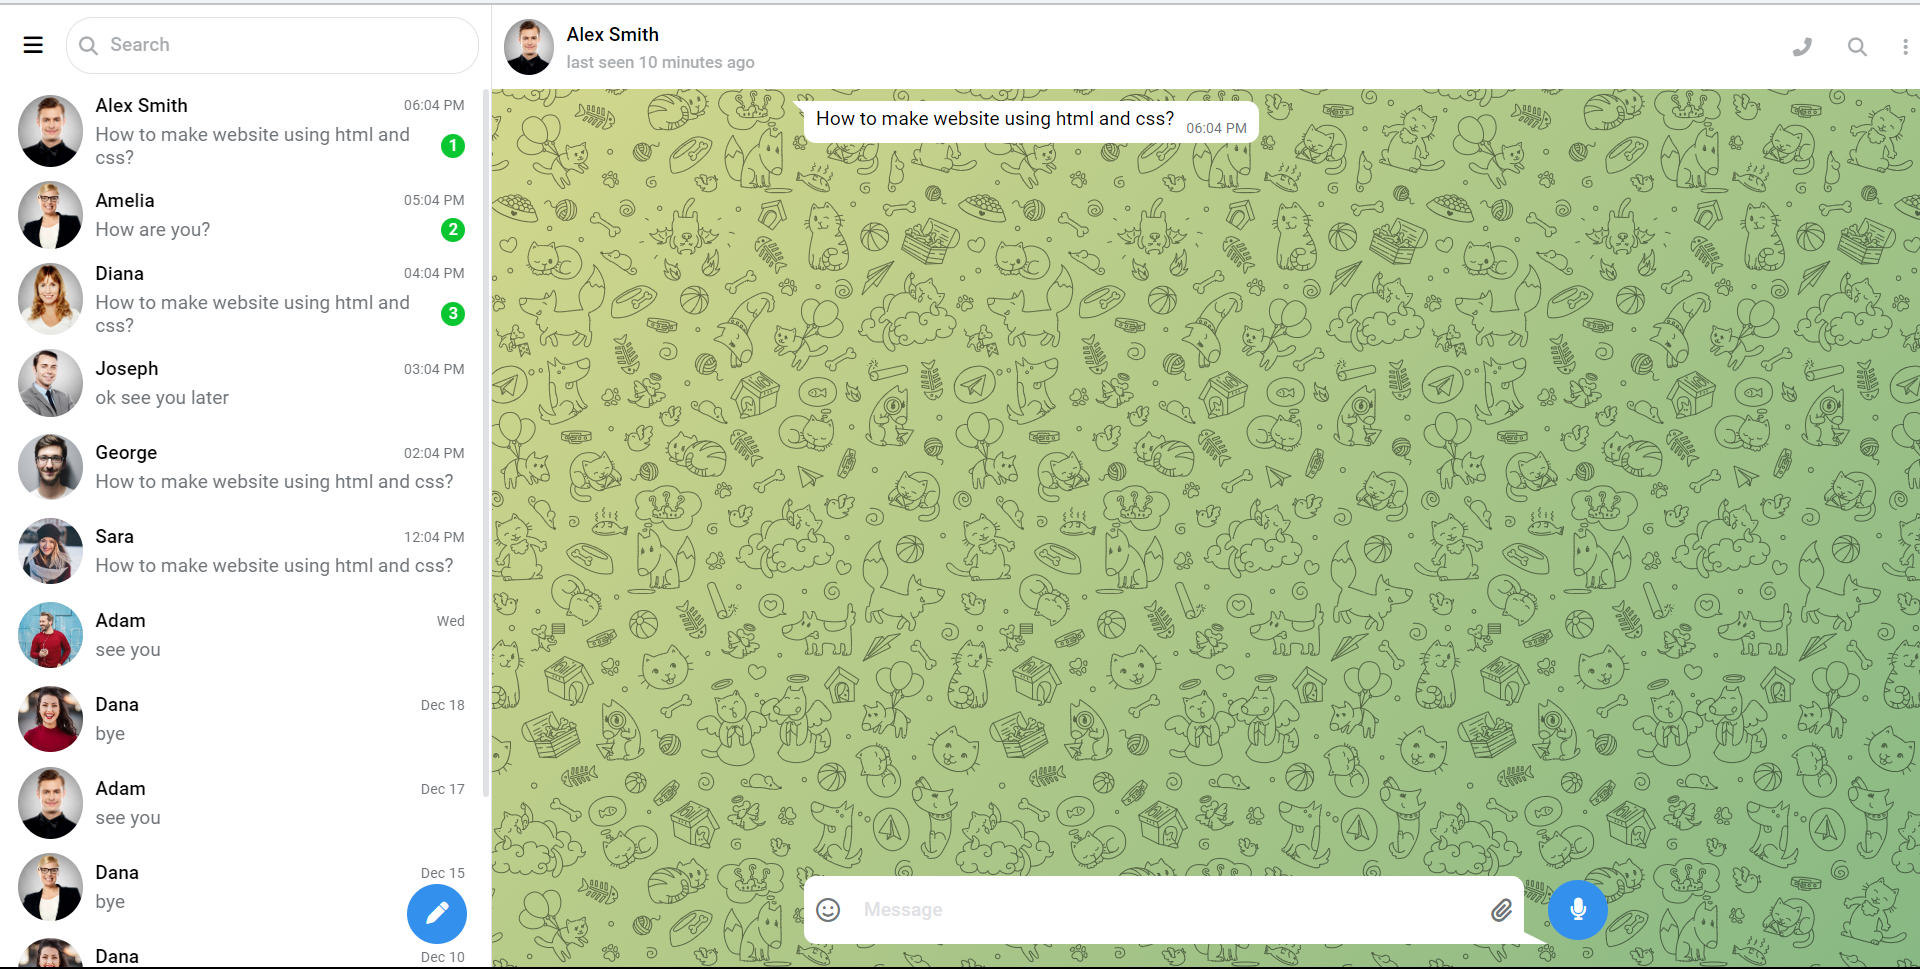 Search
Alex Smith
last seen 10 minutes ago
Alex Smith 06:04 PM
How to make website using html and
css? 1
Amelia 05:04 PM
How are you? 2
Diana 04:04 PM
How to make website using html and
css? 3
Joseph 03:04 PM
ok see you later
George 02:04 PM
How to make website using html and css?
Sara 12:04 PM
How to make website using html and css?
Adam Wed
see you
Dana Dec 18
bye
Adam Dec 17
see you
Dana Dec 15
bye
Dana Dec 10
How to make website using html and css? 06:04 PM
Message